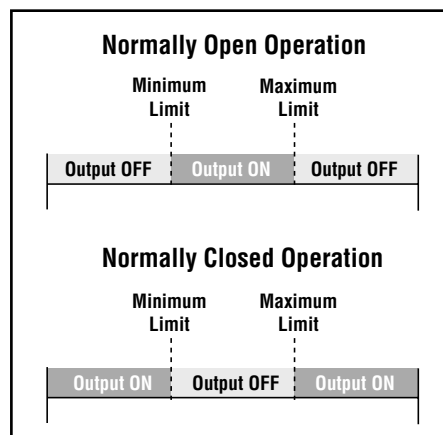 Normally Open Operation
Minimum Maximum
Limit Limit
Output OFF Output ON Output OFF
Normally Closed Operation
Minimum Maximum
Limit Limit
Output ON Output OFF Output ON